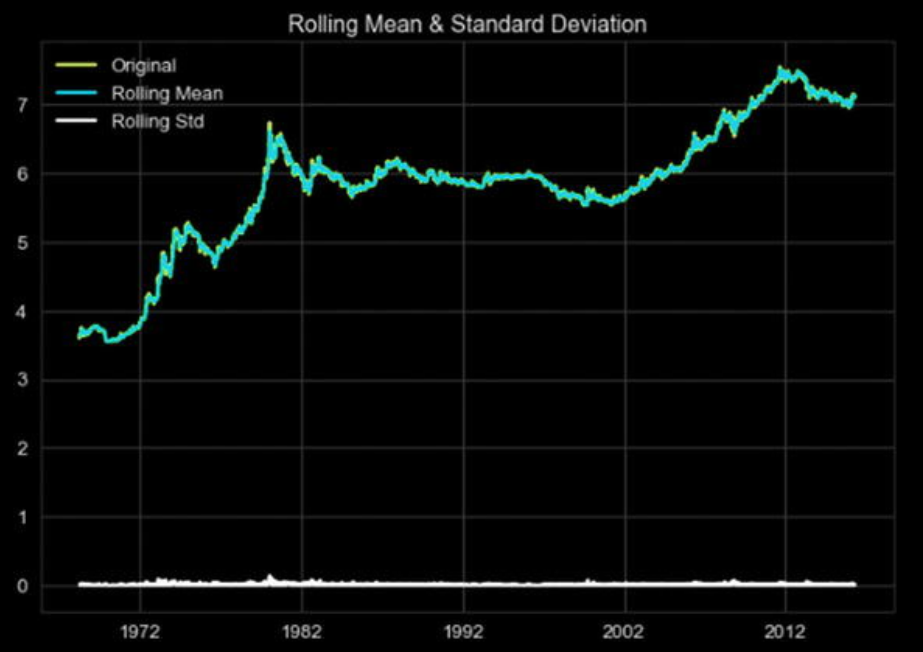 Rolling Mean & Standard Deviation
Original
Rolling Mean
Rolling Std
7
6
5
4
3
2
1
0
1972 1982 1992 2002 2012